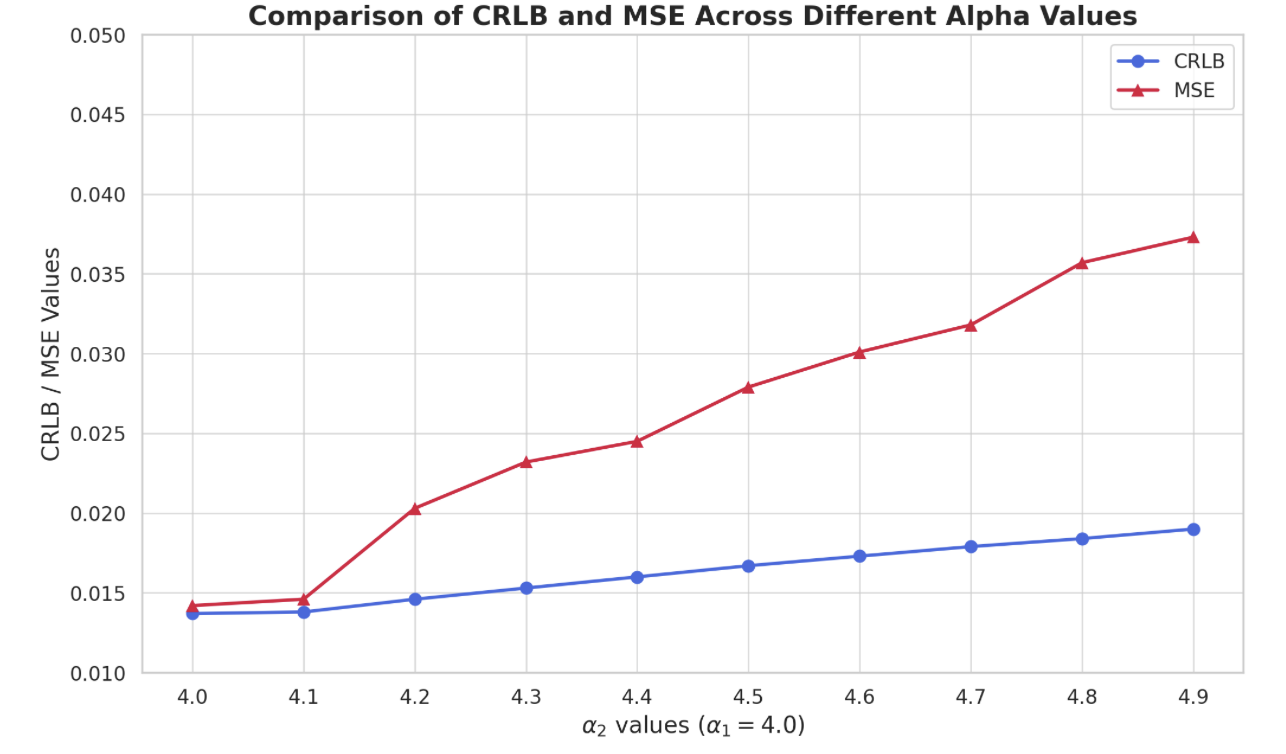 Comparison of CRLB and MSE Across Different Alpha Values
CRLB
MSE
CRLB / MSE Values
0.050
0.045
0.040
0.035
0.030
0.025
0.020
0.015
0.010
4.0 4.1 4.2 4.3 4.4 4.5 4.6 4.7 4.8 4.9
α₂ values (α₁ = 4.0)